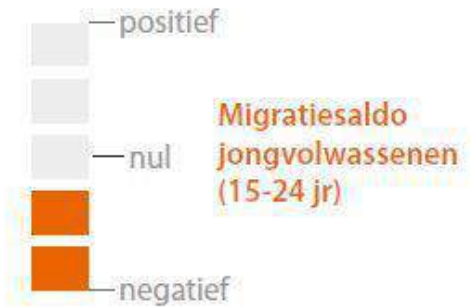 positief
nul
Migratiesaldo
jongvolwassenen
(15-24 jr)
negatief